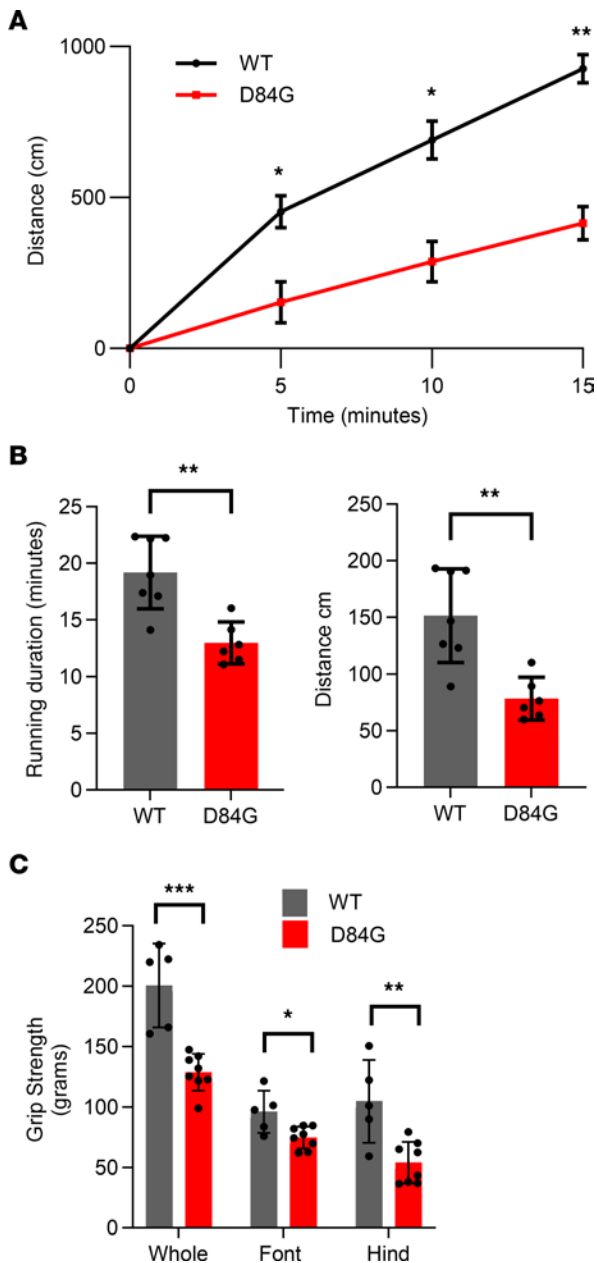 A
1000
WT
D84G
**
*
*
500
0
Distance (cm)
0 5 10 15
Time (minutes)
B
**
25
20
15
10
5
0
Running duration (minutes)
WT D84G
**
250
200
150
100
50
0
Distance cm
WT D84G
C
WT
D84G
***
*
**
250
200
150
100
50
0
Grip Strength
(grams)
Whole Font Hind